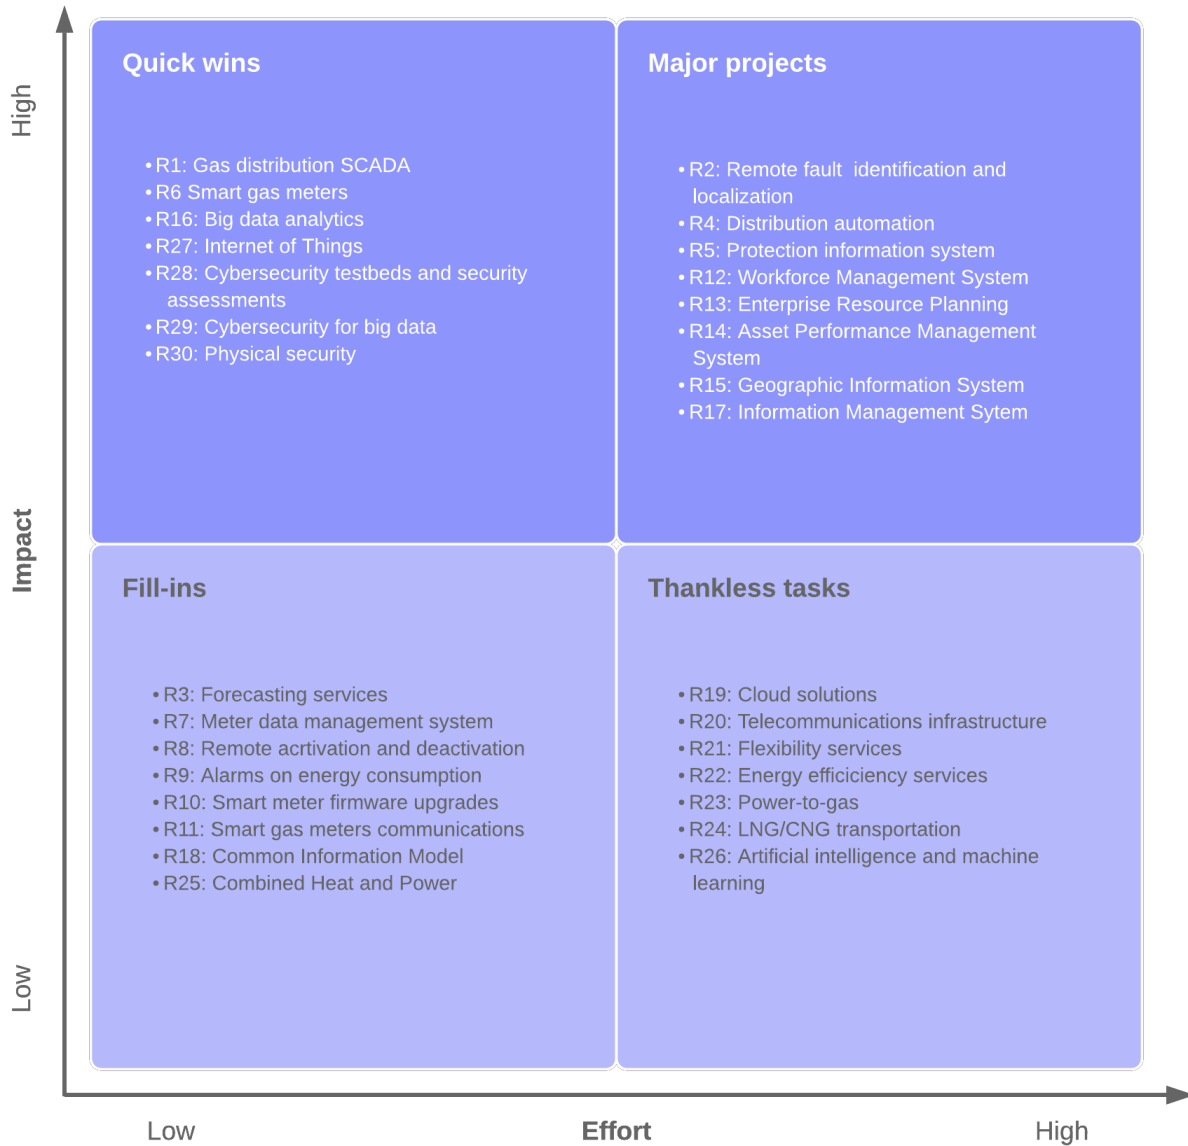 High
Impact
Low
Quick wins
•R1: Gas distribution SCADA
•R6 Smart gas meters
•R16: Big data analytics
•R27: Internet of Things
•R28: Cybersecurity testbeds and security
assessments
•R29: Cybersecurity for big data
•R30: Physical security
Major projects
•R2: Remote fault  identification and
localization
•R4: Distribution automation
•R5: Protection information system
•R12: Workforce Management System
•R13: Enterprise Resource Planning
•R14: Asset Performance Management
System
•R15: Geographic Information System
•R17: Information Management Sytem
Fill-ins
•R3: Forecasting services
•R7: Meter data management system
•R8: Remote acrtivation and deactivation
•R9: Alarms on energy consumption
•R10: Smart meter firmware upgrades
•R11: Smart gas meters communications
•R18: Common Information Model
•R25: Combined Heat and Power
Thankless tasks
•R19: Cloud solutions
•R20: Telecommunications infrastructure
•R21: Flexibility services
•R22: Energy efficiciency services
•R23: Power-to-gas
•R24: LNG/CNG transportation
•R26: Artificial intelligence and machine
learning
Low
Effort
High